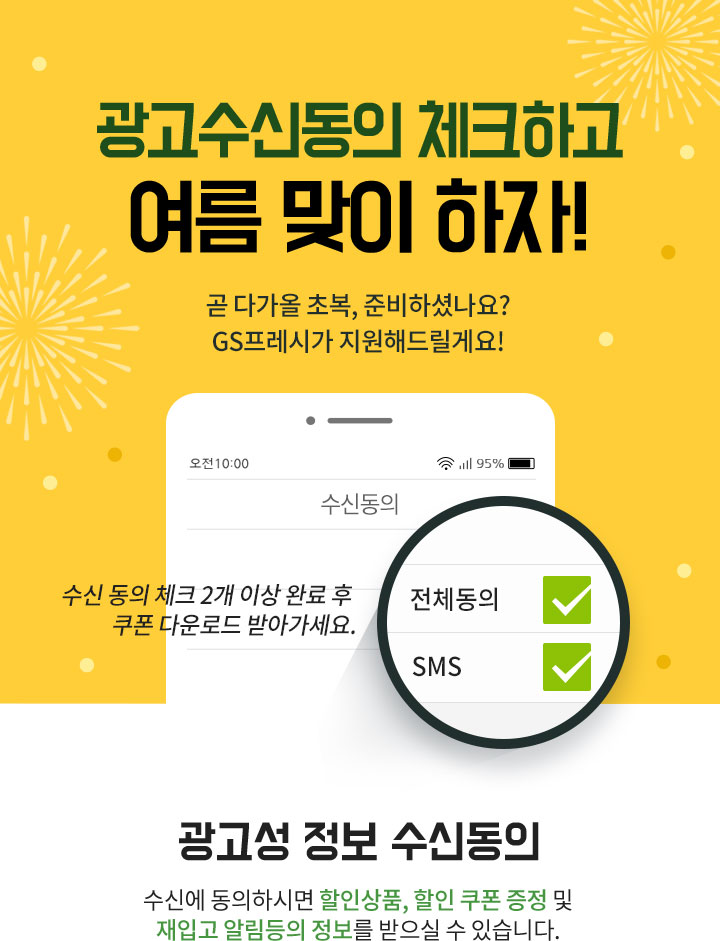 광고수신동의 체크하고
여름 맞이 하자!
곧 다가올 초복, 준비하셨나요?
GS프레시가 지원해드릴게요!
오전10:00 95%
수신동의
수신 동의 체크 2개 이상 완료 후
쿠폰 다운로드 받아가세요.
전체동의
SMS
광고성 정보 수신동의
수신에 동의하시면 할인상품, 할인 쿠폰 증정 및
재입고 알림등의 정보를 받으실 수 있습니다.